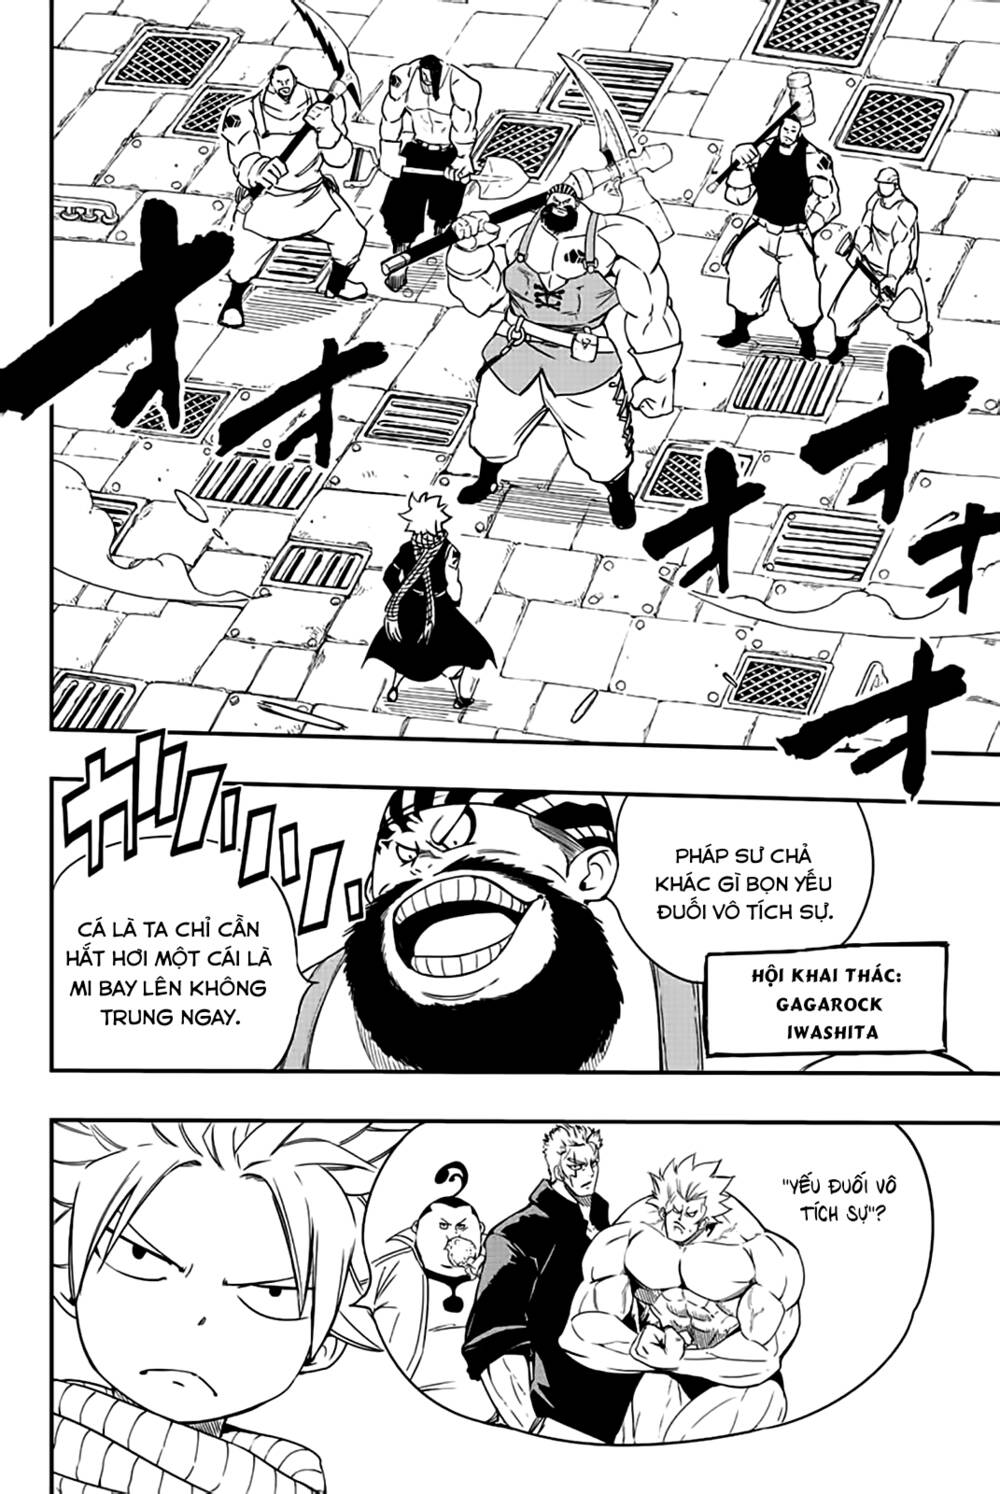 オ
オ
オ
オ
オ
オ
ガハハハハ
PHÁP SƯ CHẢ
KHÁC GÌ BỌN YẾU
ĐUỐI VÔ TÍCH SỰ.
HỘI KHAI THÁC:
GAGAROCK
IWASHITA
CÁ LÀ TA CHỈ CẦN
HẮT HƠI MỘT CÁI LÀ
MI BAY LÊN KHÔNG
TRUNG NGAY.
"YẾU ĐUỐI VÔ
TÍCH SỰ"?